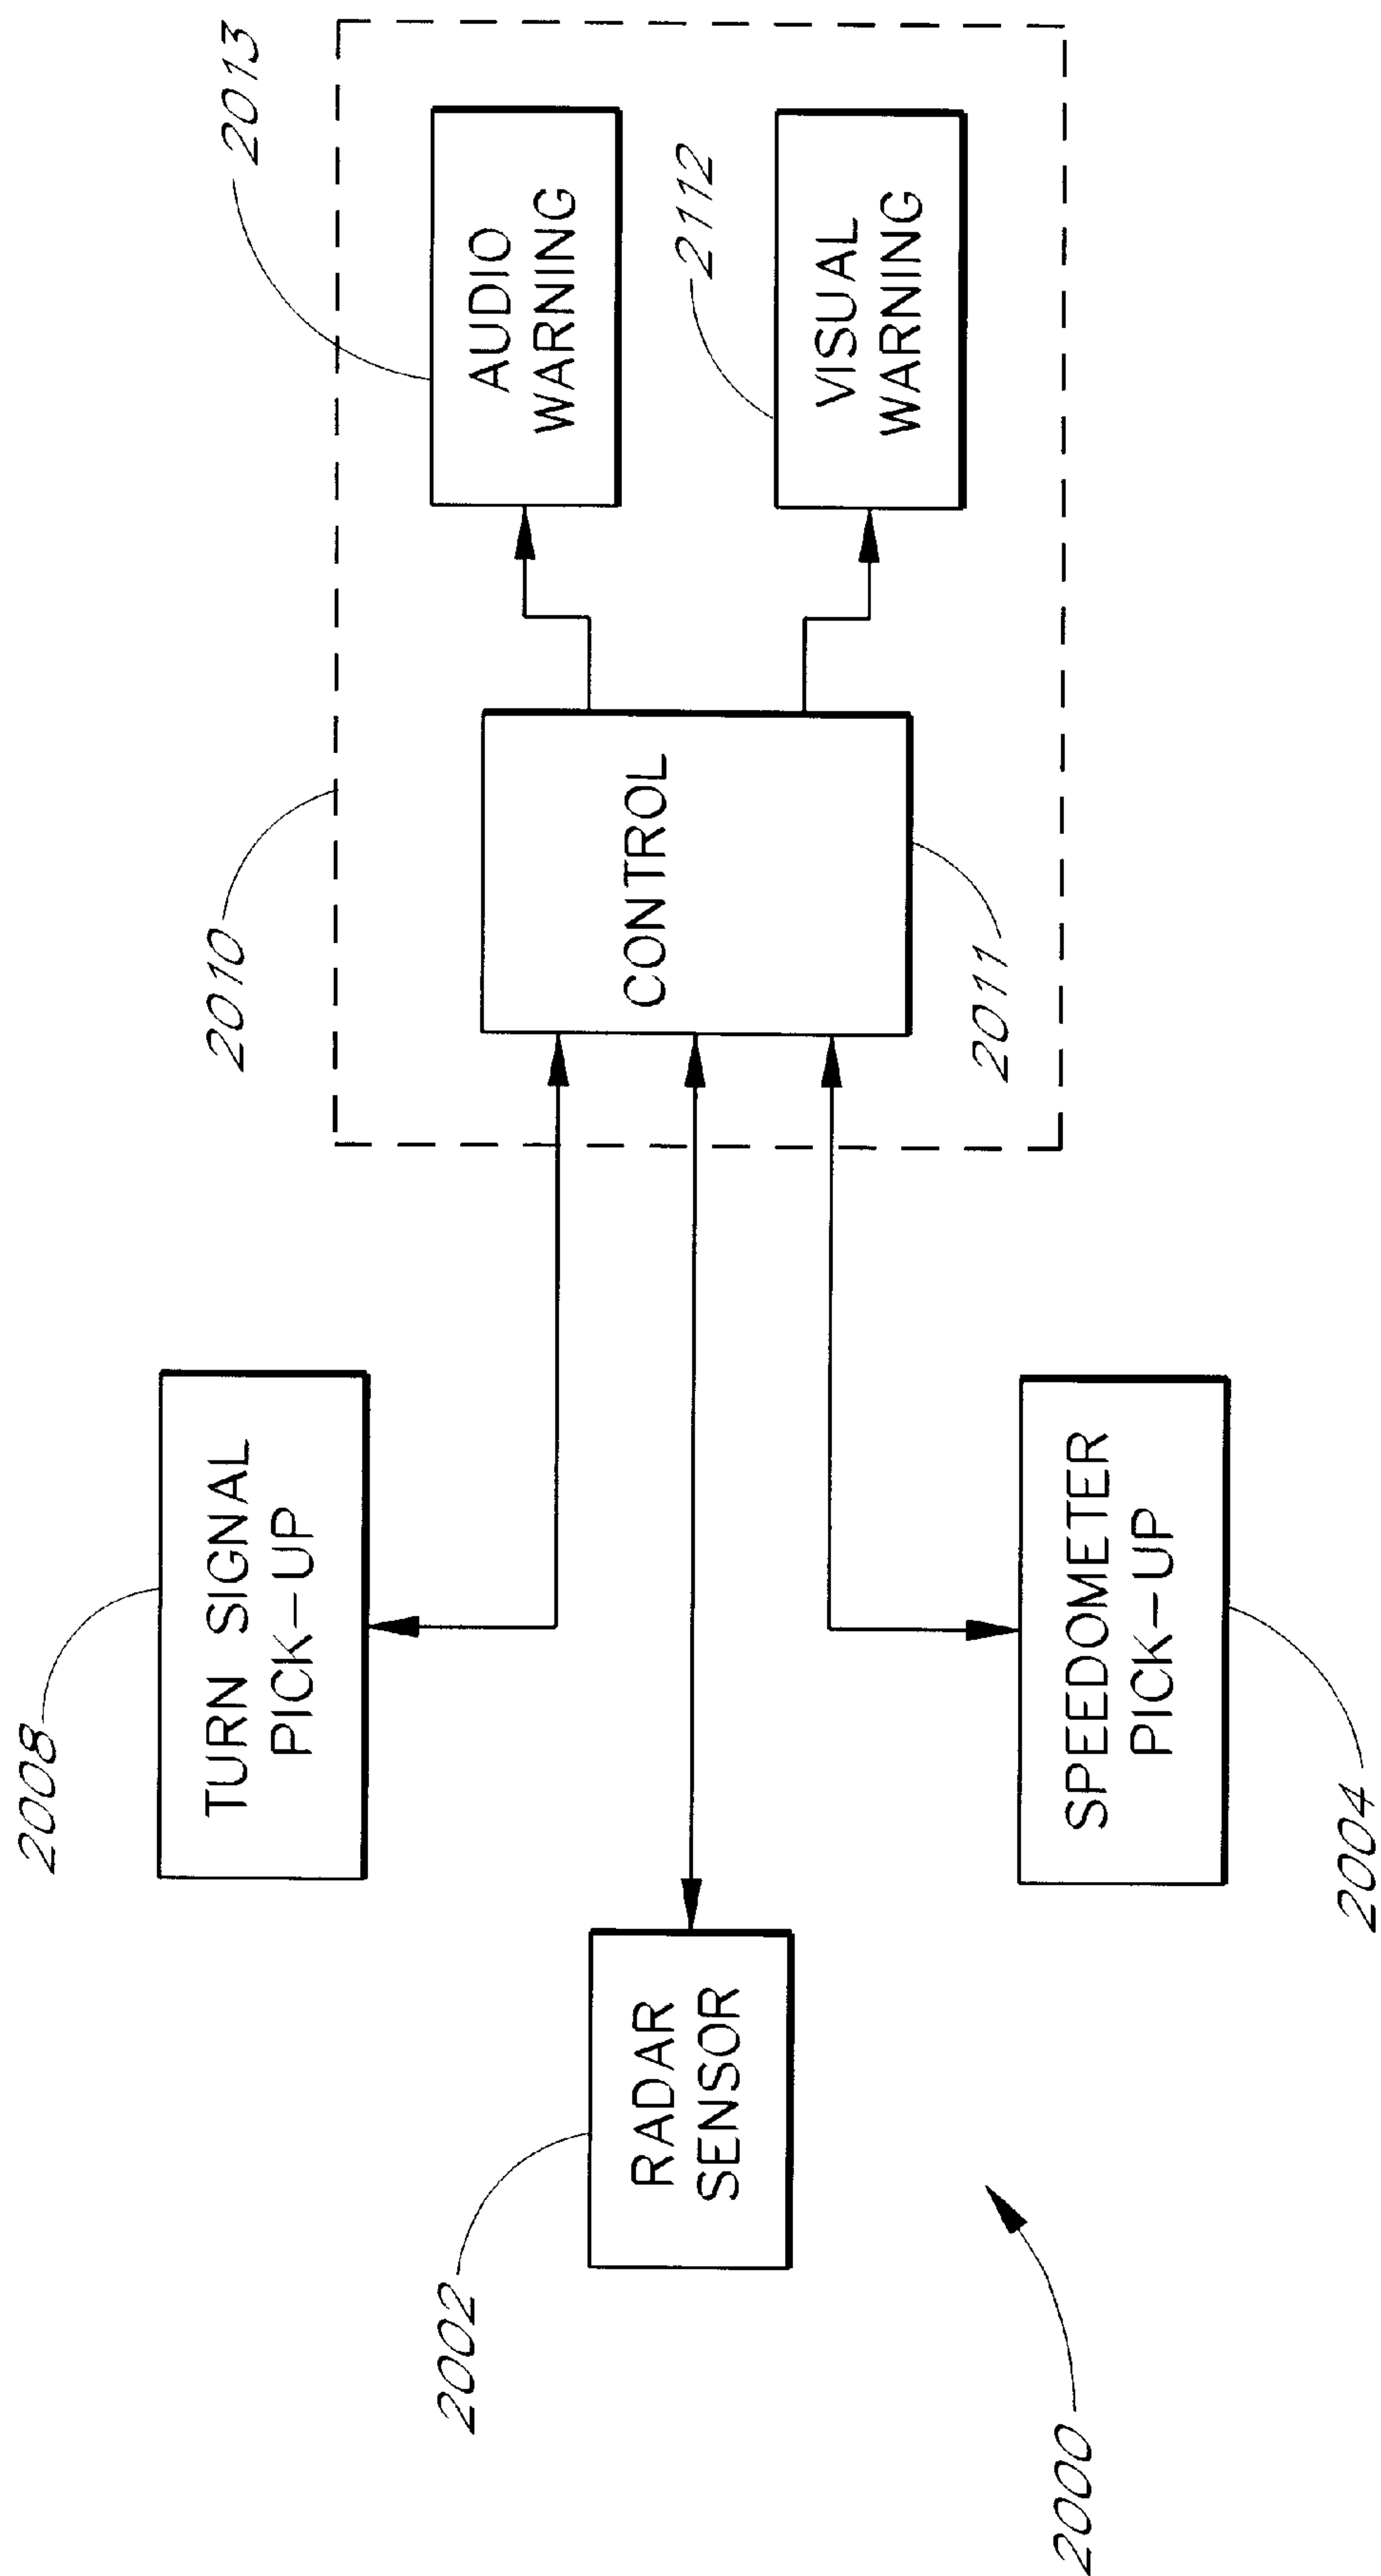 2008
TURN SIGNAL
PICK-UP
2010
2013
AUDIO
WARNING
2002
RADAR
SENSOR
CONTROL
2011
2112
VISUAL
WARNING
2000
SPEEDOMETER
PICK-UP
2004